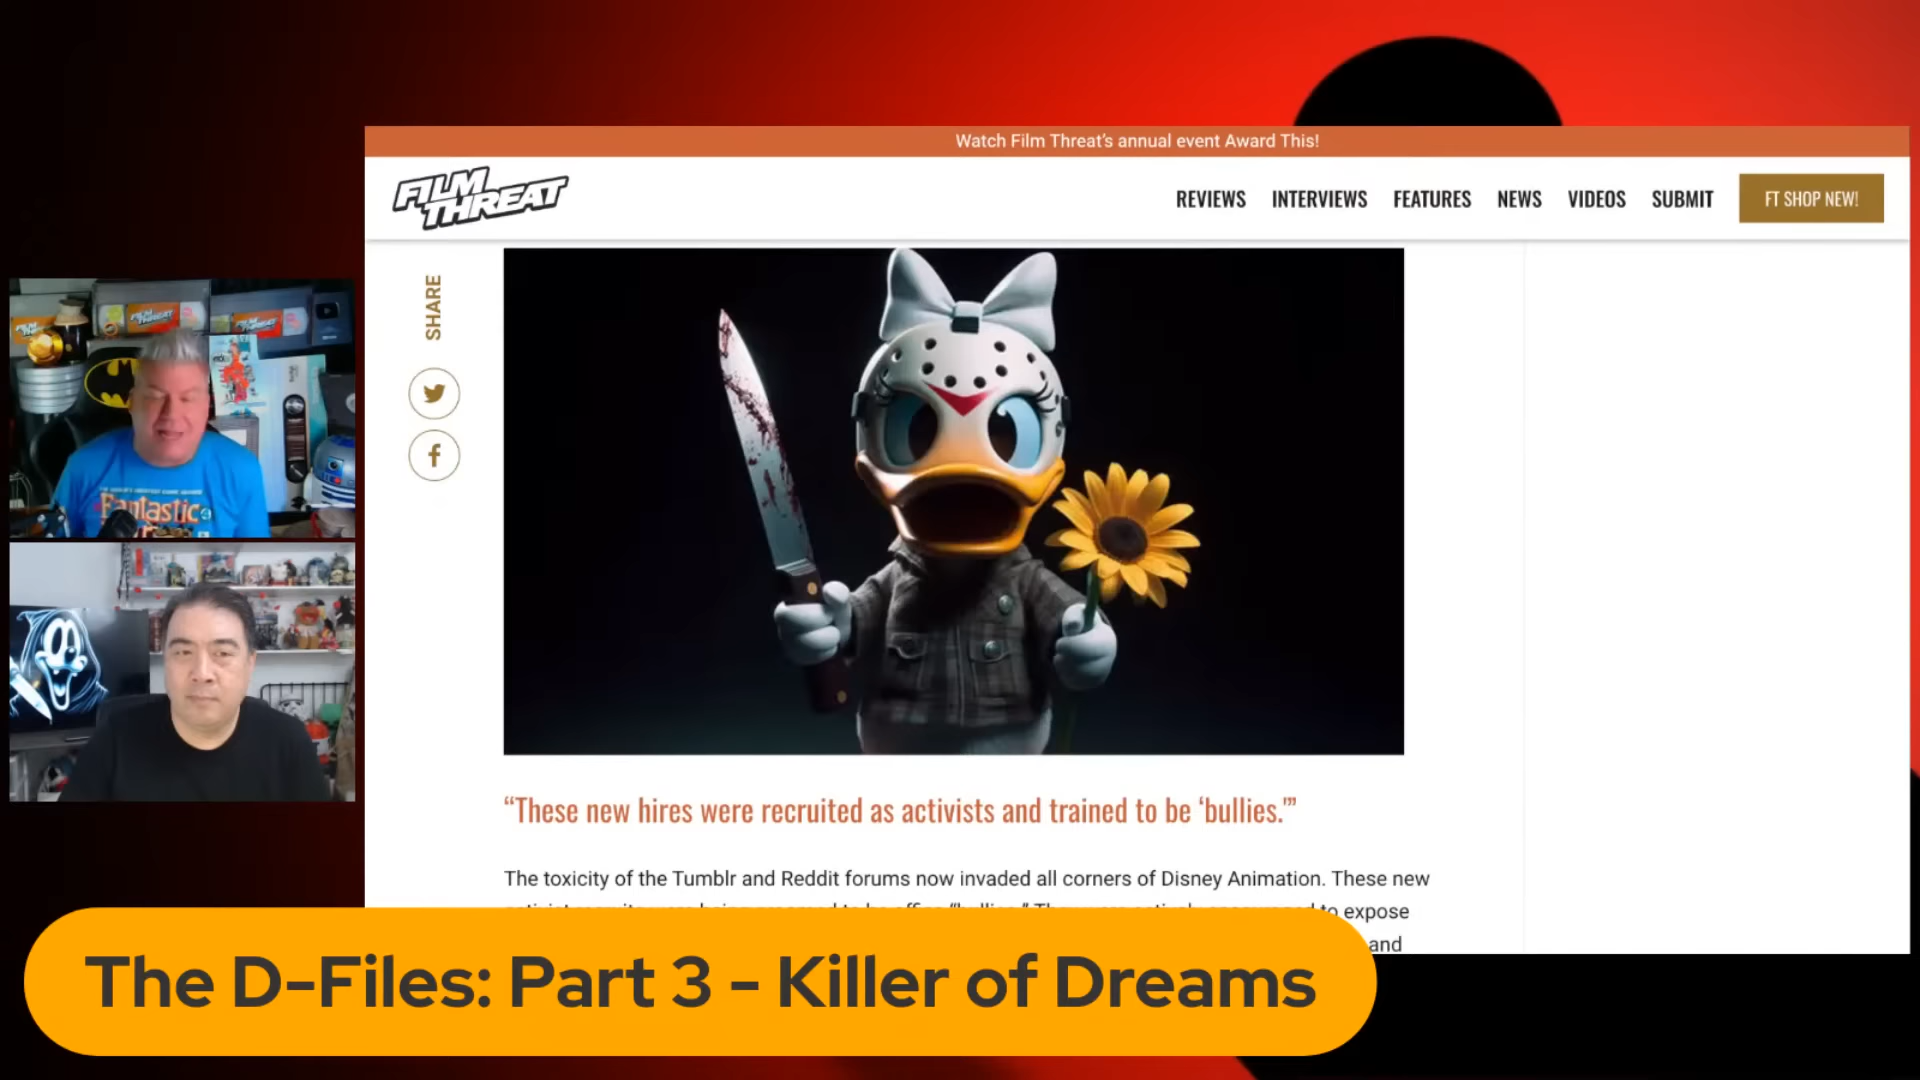 Watch Film Threat's annual event Award This!
FILM THREAT
REVIEWS INTERVIEWS FEATURES NEWS VIDEOS SUBMIT FT SHOP NEW!
SHARE
Fantastic
“These new hires were recruited as activists and trained to be ‘bullies.'”
The toxicity of the Tumblr and Reddit forums now invaded all corners of Disney Animation. These new
to expose
and
The D-Files: Part 3 - Killer of Dreams